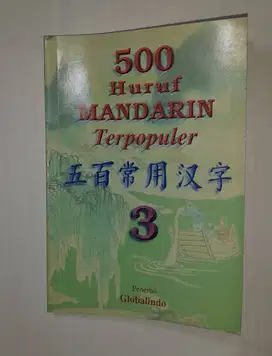 500
Huruf
MANDARIN
Terpopuler
五百常用汉字
3
Penerbit
Globalindo